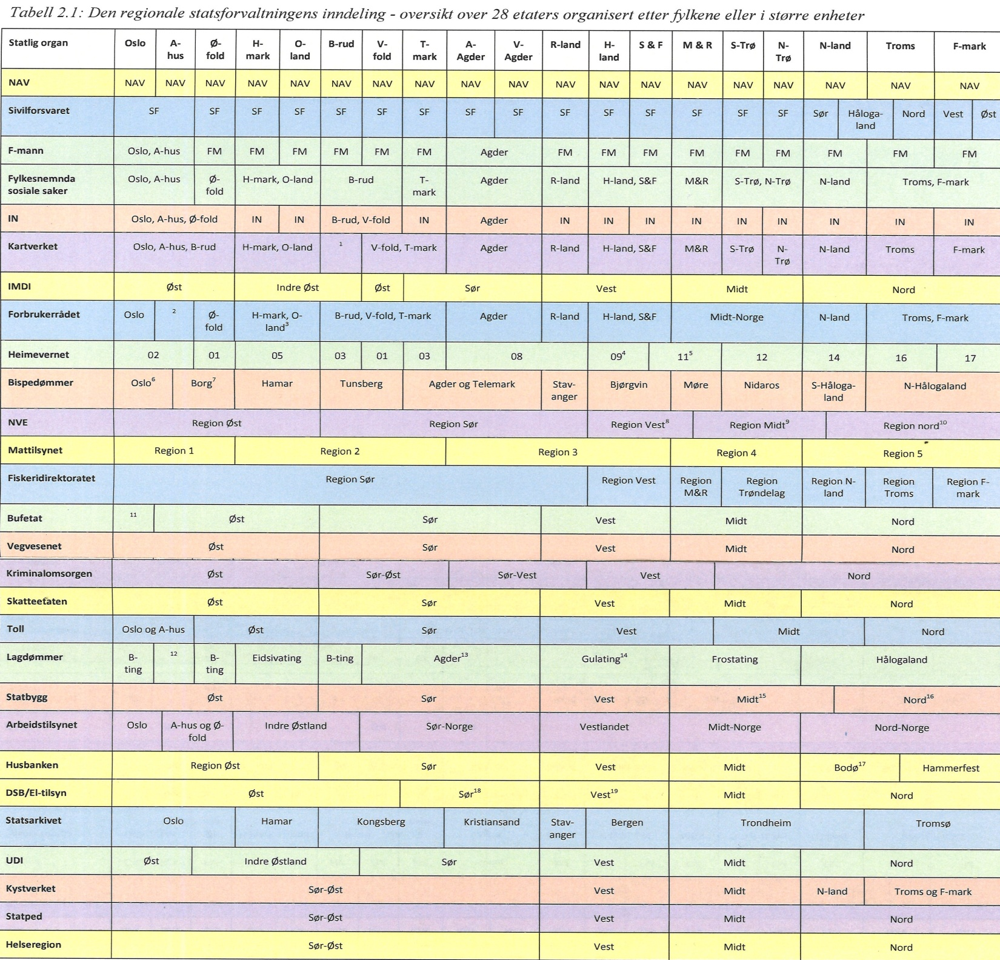 Tabell 2.1: Den regionale statsforvaltningens inndeling - oversikt over 28 etaters organisert etter fylkene eller i større enheter
Statlig organ Oslo A-hus Ø-fold H-mark O-land B-rud V-fold T-mark A-Agder V-Agder R-land H-land S & F M & R S-Trø N-Trø N-land Troms F-mark
NAV NAV NAV NAV NAV NAV NAV NAV NAV NAV NAV NAV NAV NAV NAV NAV NAV NAV NAV NAV
Sivilforsvaret SF SF SF SF SF SF SF SF SF SF SF SF SF SF SF Sør Håloga-land Nord Vest Øst
F-mann Oslo, A-hus FM FM FM FM FM FM Agder FM FM FM FM FM FM FM FM FM
Fylkesnemnda sosiale saker Oslo, A-hus Ø-fold H-mark, O-land B-rud T-mark Agder R-land H-land, S&F M&R S-Trø, N-Trø N-land Troms, F-mark
IN Oslo, A-hus, Ø-fold IN IN B-rud, V-fold IN Agder IN IN IN IN IN IN IN IN IN
Kartverket Oslo, A-hus, B-rud H-mark, O-land 1 V-fold, T-mark Agder R-land H-land, S&F M&R S-Trø N-Trø N-land Troms F-mark
IMDI Øst Indre Øst Øst Sør Vest Midt Nord
Forbrukerrådet Oslo 2 Ø-fold H-mark, O-land3 B-rud, V-fold, T-mark Agder R-land H-land, S&F Midt-Norge N-land Troms, F-mark
Heimevernet 02 01 05 03 01 03 08 094 115 12 14 16 17
Bispedømmer Oslo6 Borg7 Hamar Tunsberg Agder og Telemark Stav-anger Bjørgvin Møre Nidaros S-Håloga-land N-Hålogaland
NVE Region Øst Region Sør Region Vest8 Region Midt9 Region nord10
Mattilsynet Region 1 Region 2 Region 3 Region 4 Region 5
Fiskeridirektoratet Region Sør Region Vest Region M&R Region Trøndelag Region N-land Region Troms Region F-mark
Bufetat 11 Øst Sør Vest Midt Nord
Vegvesenet Øst Sør Vest Midt Nord
Kriminalomsorgen Øst Sør-Øst Sør-Vest Vest Nord
Skatteetaten Øst Sør Vest Midt Nord
Toll Oslo og A-hus Øst Sør Vest Midt Nord
Lagdømmer B-ting 12 B-ting Eidsivating B-ting Agder13 Gulating14 Frostating Hålogaland
Statbygg Øst Sør Vest Midt15 Nord16
Arbeidstilsynet Oslo A-hus og Ø-fold Indre Østland Sør-Norge Vestlandet Midt-Norge Nord-Norge
Husbanken Region Øst Sør Vest Midt Bodø17 Hammerfest
DSB/El-tilsyn Øst Sør18 Vest19 Midt Nord
Statsarkivet Oslo Hamar Kongsberg Kristiansand Stav-anger Bergen Trondheim Tromsø
UDI Øst Indre Østland Sør Vest Midt Nord
Kystverket Sør-Øst Vest Midt N-land Troms og F-mark
Statped Sør-Øst Vest Midt Nord
Helseregion Sør-Øst Vest Midt Nord